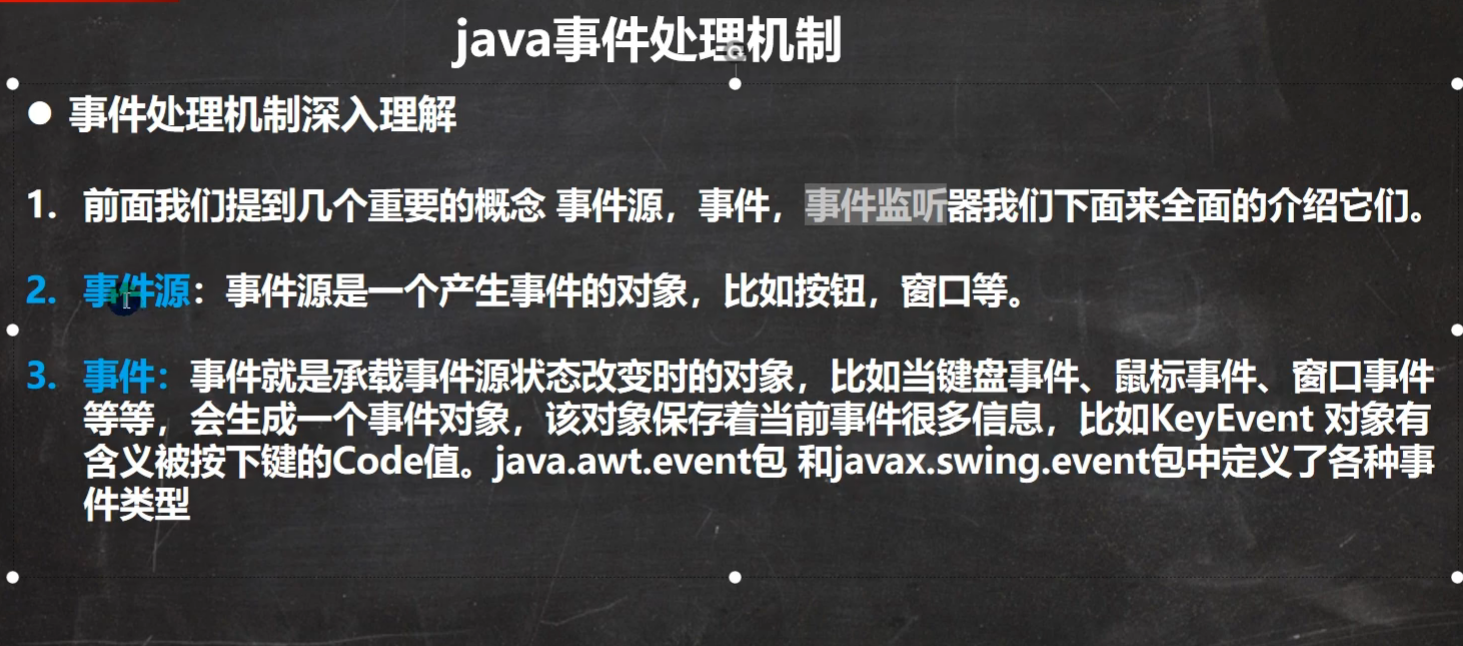 java事件处理机制
● 事件处理机制深入理解
1. 前面我们提到几个重要的概念 事件源，事件，事件监听器我们下面来全面的介绍它们。
2. 事件源：事件源是一个产生事件的对象，比如按钮，窗口等。
3. 事件：事件就是承载事件源状态改变时的对象，比如当键盘事件、鼠标事件、窗口事件
等等，会生成一个事件对象，该对象保存着当前事件很多信息，比如KeyEvent 对象有
含义被按下键的Code值。java.awt.event包 和javax.swing.event包中定义了各种事
件类型